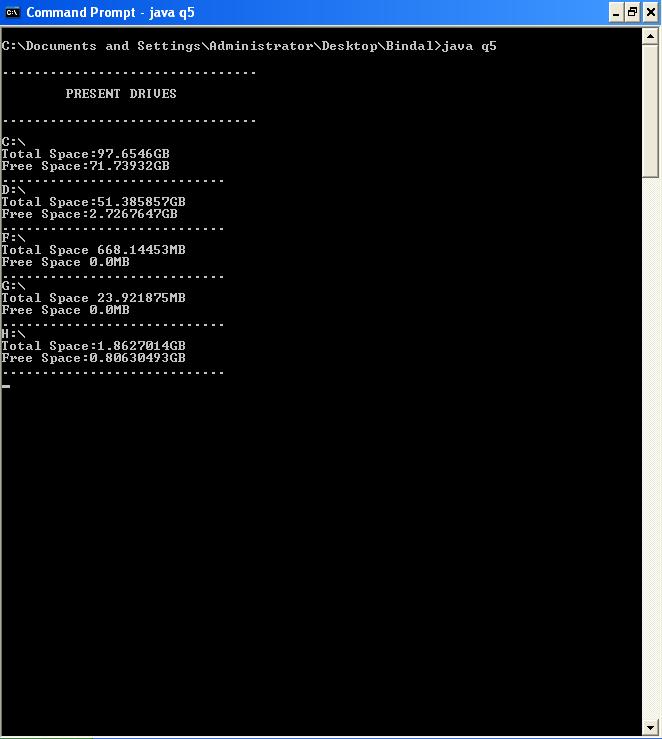 Command Prompt - java q5
C:\Documents and Settings\Administrator\Desktop\Bindal>java q5
--------------------------------
PRESENT DRIVES
--------------------------------
C:\
Total Space:97.6546GB
Free Space:71.73932GB
----------------------------
D:\
Total Space:51.385857GB
Free Space:2.7267647GB
----------------------------
F:\
Total Space 668.14453MB
Free Space 0.0MB
----------------------------
G:\
Total Space 23.921875MB
Free Space 0.0MB
----------------------------
H:\
Total Space:1.8627014GB
Free Space:0.80630493GB
----------------------------